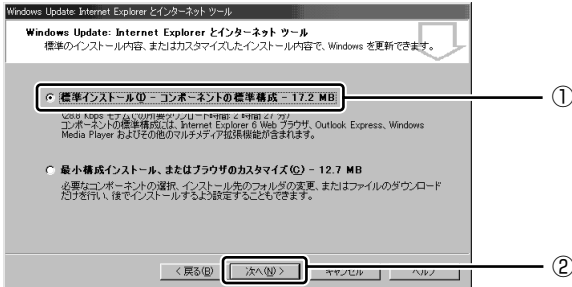 Windows Update: Internet Explorer とインターネット ツール
Windows Update: Internet Explorer とインターネット ツール
標準のインストール内容、またはカスタマイズしたインストール内容で、Windows を更新できます。
標準インストール(I) - コンポーネントの標準構成 - 17.2 MB
①
(28.8 Kbps モデムでの所要ダウンロード時間: 2 時間 27 分)
コンポーネントの標準構成には、Internet Explorer 6 Web ブラウザ、Outlook Express、Windows
Media Player およびその他のマルチメディア拡張機能が含まれます。
最小構成インストール、またはブラウザのカスタマイズ(C) - 12.7 MB
必要なコンポーネントの選択、インストール先のフォルダの変更、またはファイルのダウンロード
だけを行い、後でインストールするよう設定することもできます。
< 戻る(B)
次へ(N) >
キャンセル
ヘルプ
②